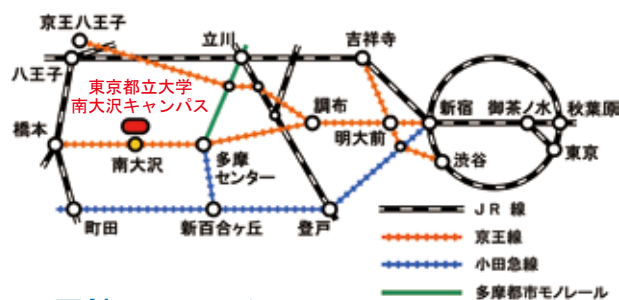 京王八王子
立川
吉祥寺
八王子
東京都立大学
南大沢キャンパス
調布
新宿
御茶ノ水
秋葉原
橋本
明大前
南大沢
多摩
センター
渋谷
東京
町田
新百合ヶ丘
登戸
JR 線
京王線
小田急線
多摩都市モノレール